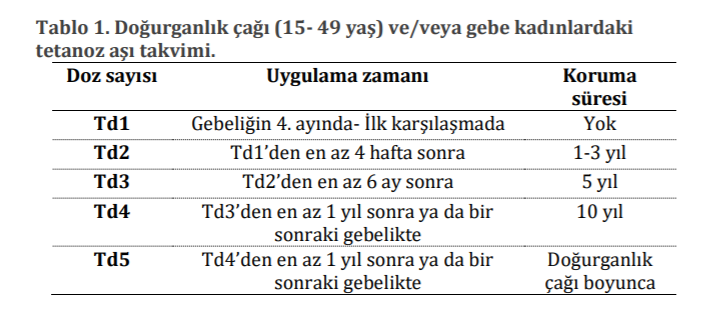 Tablo 1. Doğurganlık çağı (15- 49 yaş) ve/veya gebe kadınlardaki
tetanoz aşı takvimi.
Doz sayısı Uygulama zamanı Koruma
süresi
Td1 Gebeliğin 4. ayında- İlk karşılaşmada Yok
Td2 Td1’den en az 4 hafta sonra 1-3 yıl
Td3 Td2’den en az 6 ay sonra 5 yıl
Td4 Td3’den en az 1 yıl sonra ya da bir 10 yıl
sonraki gebelikte
Td5 Td4’den en az 1 yıl sonra ya da bir Doğurganlık
sonraki gebelikte çağı boyunca